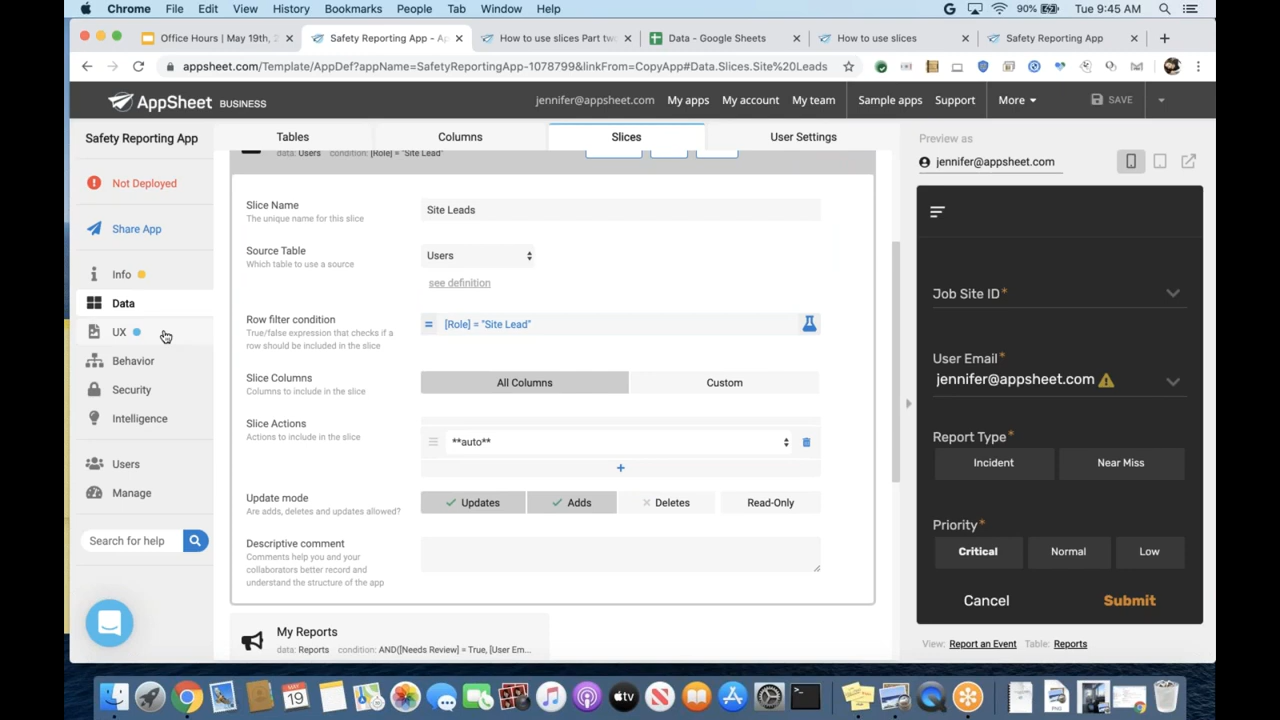 Chrome File Edit View History Bookmarks People Tab Window Help
90% Tue 9:45 AM
Office Hours | May 19th, 2 × Safety Reporting App - Ap × How to use slices Part two: × Data - Google Sheets × How to use slices × Safety Reporting App × +
appsheet.com/Template/AppDef?appName=SafetyReportingApp-1078799&linkFrom=CopyApp#Data.Slices.Site%20Leads
AppSheet BUSINESS
jennifer@appsheet.com My apps My account My team Sample apps Support More SAVE
Safety Reporting App
Tables Columns Slices User Settings
Preview as
jennifer@appsheet.com
data: Users condition: [Role] = "Site Lead"
Not Deployed
Share App
Info
Data
UX
Behavior
Security
Intelligence
Users
Manage
Search for help
Slice Name
The unique name for this slice
Site Leads
Source Table
Which table to use a source
Users
see definition
Row filter condition
True/false expression that checks if a
row should be included in the slice
= [Role] = "Site Lead"
Slice Columns
Columns to include in the slice
All Columns Custom
Slice Actions
Actions to include in the slice
**auto**
+
Update mode
Are adds, deletes and updates allowed?
Updates Adds Deletes Read-Only
Descriptive comment
Comments help you and your
collaborators better record and
understand the structure of the app
My Reports
data: Reports condition: AND([Needs Review] = True, [User Em...
Job Site ID*
User Email*
jennifer@appsheet.com
Report Type*
Incident Near Miss
Priority*
Critical Normal Low
Cancel Submit
View: Report an Event Table: Reports
MAY
19
tv